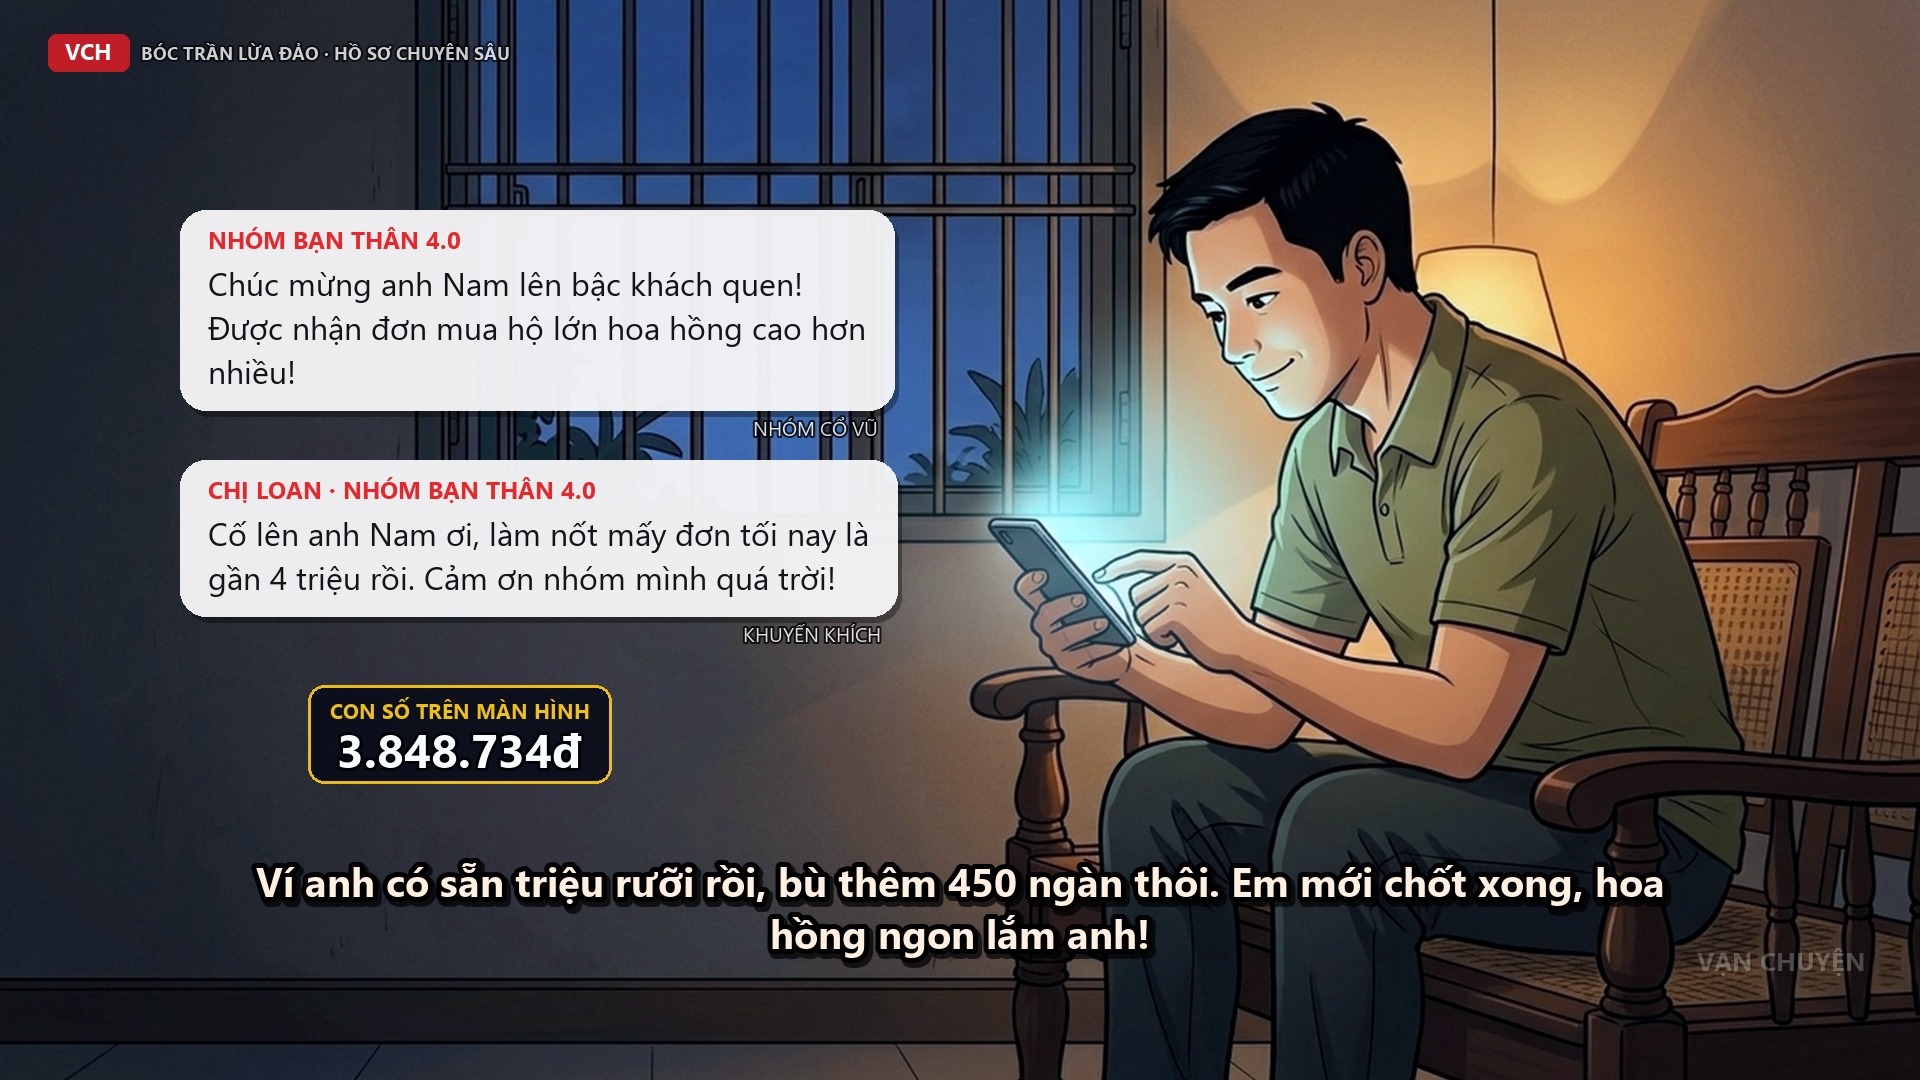 VCH
BÓC TRẦN LỪA ĐẢO · HỒ SƠ CHUYÊN SÂU
NHÓM BẠN THÂN 4.0
Chúc mừng anh Nam lên bậc khách quen!
Được nhận đơn mua hộ lớn hoa hồng cao hơn
nhiều!
NHÓM CỔ VŨ
CHỊ LOAN · NHÓM BẠN THÂN 4.0
Cố lên anh Nam ơi, làm nốt mấy đơn tối nay là
gần 4 triệu rồi. Cảm ơn nhóm mình quá trời!
KHUYẾN KHÍCH
CON SỐ TRÊN MÀN HÌNH
3.848.734đ
Ví anh có sẵn triệu rưỡi rồi, bù thêm 450 ngàn thôi. Em mới chốt xong, hoa
hồng ngon lắm anh!
VẠN CHUYỆN